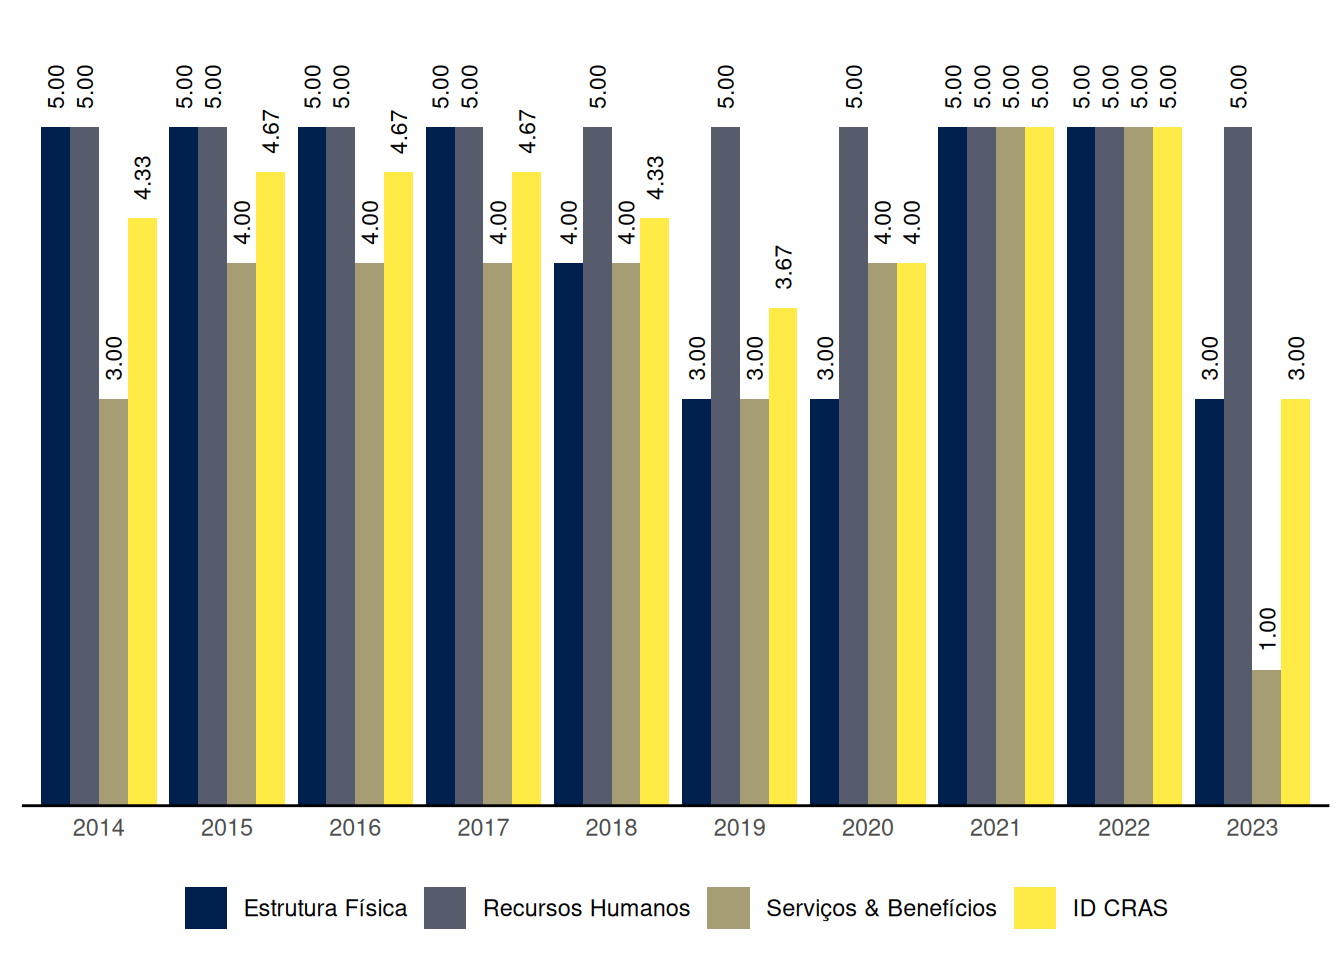 5.00 5.00 3.00 4.33 5.00 5.00 4.00 4.67 5.00 5.00 4.00 4.67 5.00 5.00 4.00 4.67 4.00 5.00 4.00 4.33 3.00 5.00 3.00 3.67 3.00 5.00 4.00 4.00 5.00 5.00 5.00 5.00 5.00 5.00 5.00 5.00 3.00 5.00 1.00 3.00
2014 2015 2016 2017 2018 2019 2020 2021 2022 2023
Estrutura Física Recursos Humanos Serviços & Benefícios ID CRAS